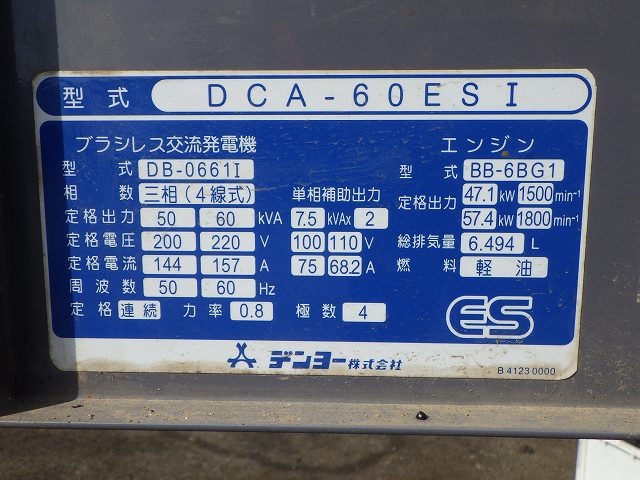 型式 DCA-60ESI
ブラシレス交流発電機
型式 DB-0661I
相数 三相(4線式) 単相補助出力
定格出力 50 60 kVA 7.5 kVAx 2
定格電圧 200 220 V 100 110 V
定格電流 144 157 A 75 68.2 A
周波数 50 60 Hz
定格 連続 力率 0.8 極数 4
エンジン
型式 BB-6BG1
定格出力 47.1 kW 1500 min⁻¹
57.4 kW 1800 min⁻¹
総排気量 6.494 L
燃料 軽油
ES
デンヨー株式会社
B 4123 0000